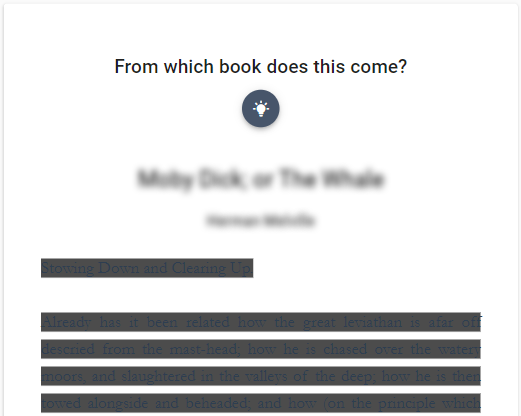 From which book does this come?
Moby Dick; or The Whale
Herman Melville
Stowing Down and Clearing Up.
Already has it been related how the great leviathan is afar off
descried from the mast-head; how he is chased over the watery
moors, and slaughtered in the valleys of the deep; how he is then
towed alongside and beheaded; and how (on the principle which